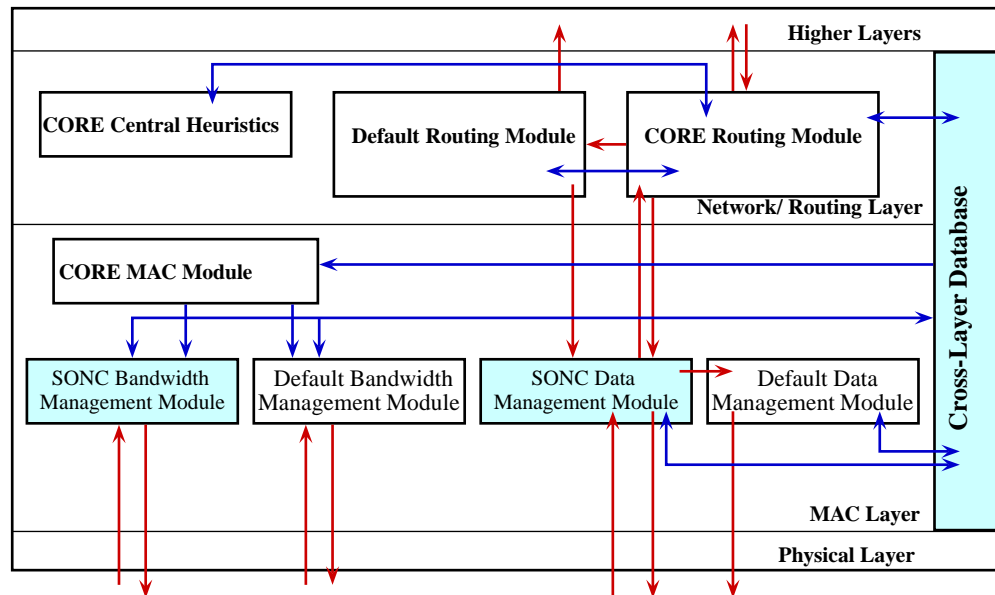 Higher Layers
CORE Central Heuristics
Default Routing Module
CORE Routing Module
Network/ Routing Layer
CORE MAC Module
SONC Bandwidth
Management Module
Default Bandwidth
Management Module
SONC Data
Management Module
Default Data
Management Module
Cross-Layer Database
MAC Layer
Physical Layer